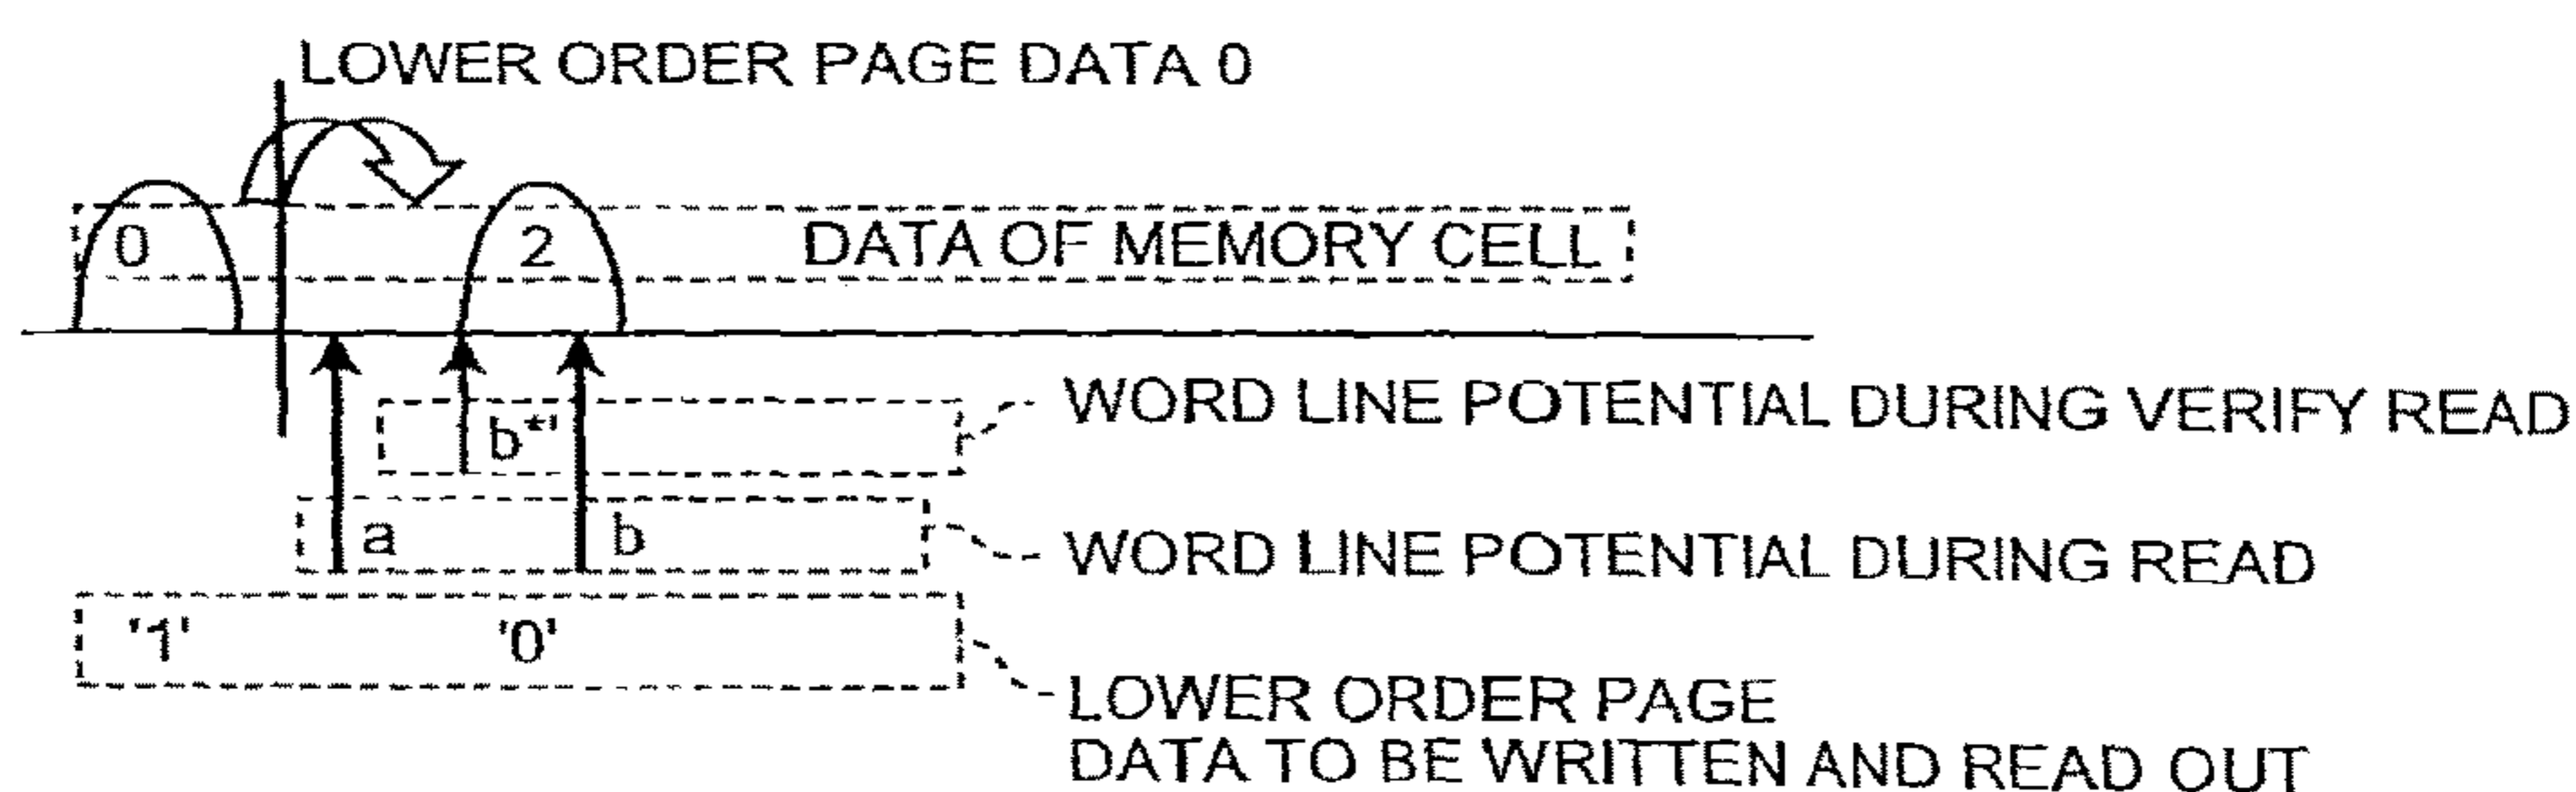 LOWER ORDER PAGE DATA 0
0 2 DATA OF MEMORY CELL
b*' WORD LINE POTENTIAL DURING VERIFY READ
a b WORD LINE POTENTIAL DURING READ
'1' '0'
LOWER ORDER PAGE
DATA TO BE WRITTEN AND READ OUT